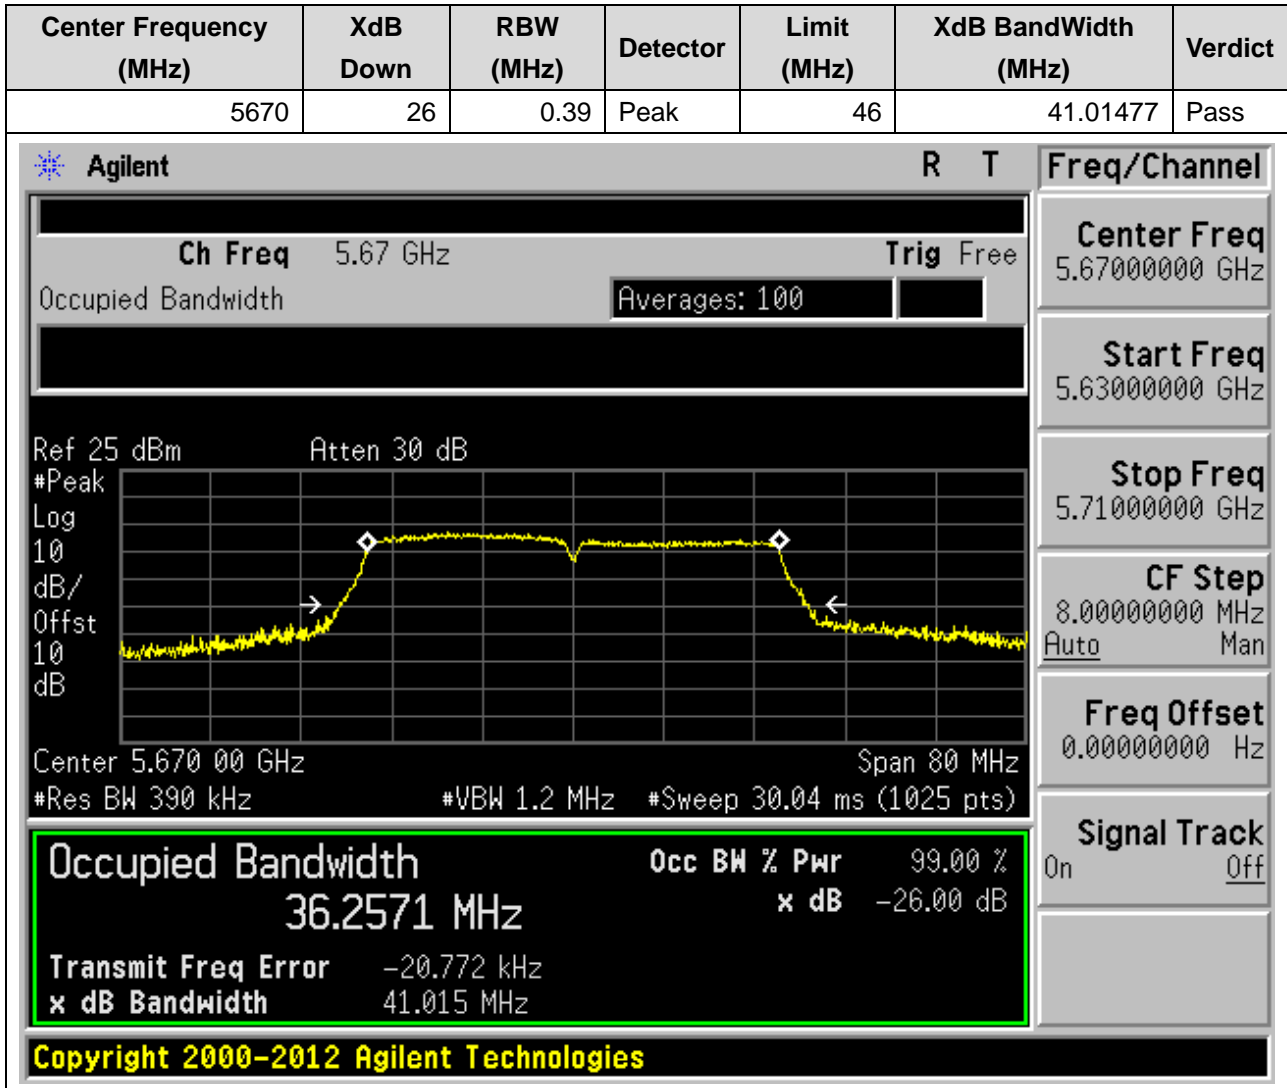 Center Frequency (MHz) XdB Down RBW (MHz) Detector Limit (MHz) XdB BandWidth (MHz) Verdict
5670 26 0.39 Peak 46 41.01477 Pass
Agilent R T
Ch Freq 5.67 GHz Trig Free
Occupied Bandwidth Averages: 100
Ref 25 dBm Atten 30 dB
#Peak
Log
10
dB/
Offst
10
dB
Center 5.670 00 GHz Span 80 MHz
#Res BW 390 kHz #VBW 1.2 MHz #Sweep 30.04 ms (1025 pts)
Occupied Bandwidth Occ BW % Pwr 99.00 %
36.2571 MHz x dB -26.00 dB
Transmit Freq Error -20.772 kHz
x dB Bandwidth 41.015 MHz
Copyright 2000-2012 Agilent Technologies
Freq/Channel
Center Freq
5.67000000 GHz
Start Freq
5.63000000 GHz
Stop Freq
5.71000000 GHz
CF Step
8.00000000 MHz
Auto Man
Freq Offset
0.00000000 Hz
Signal Track
On Off